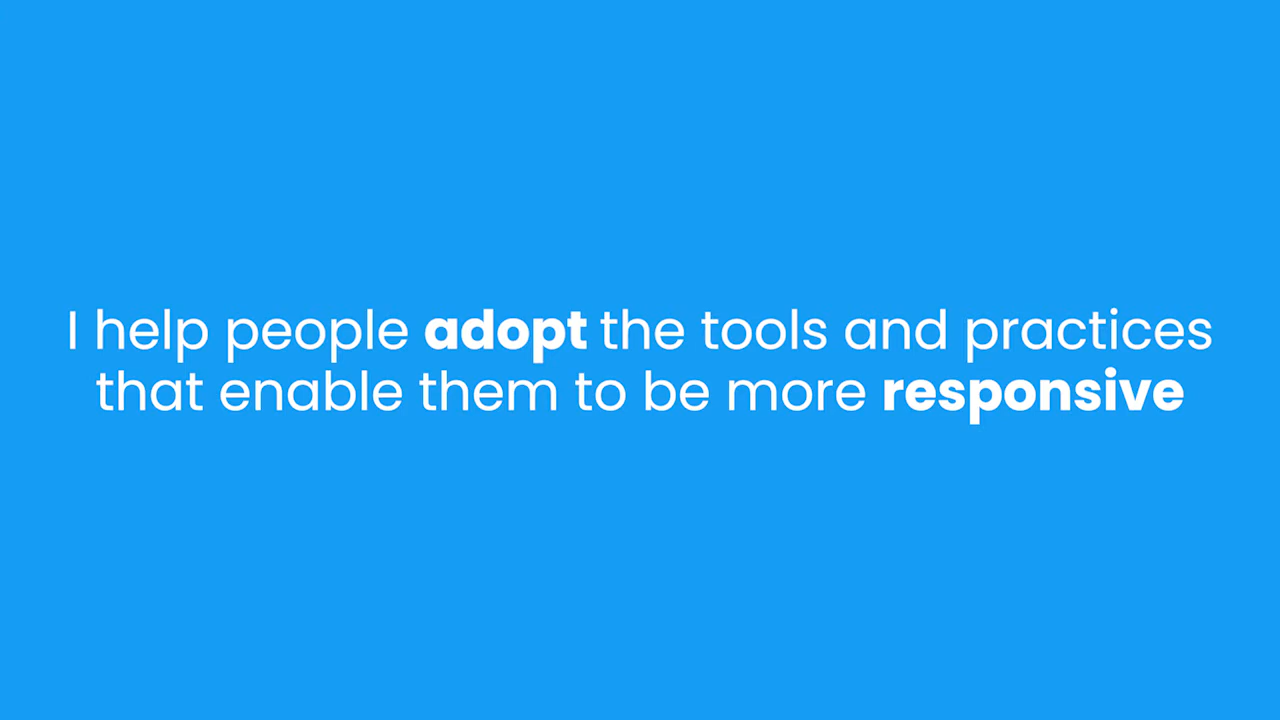 I help people adopt the tools and practices
that enable them to be more responsive